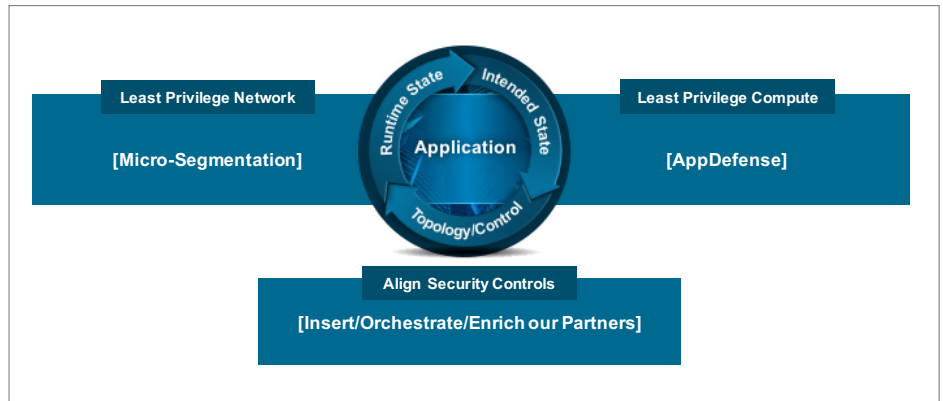 Least Privilege Network
[Micro-Segmentation]
Runtime State
Intended State
Application
Topology/Control
Least Privilege Compute
[AppDefense]
Align Security Controls
[Insert/Orchestrate/Enrich our Partners]